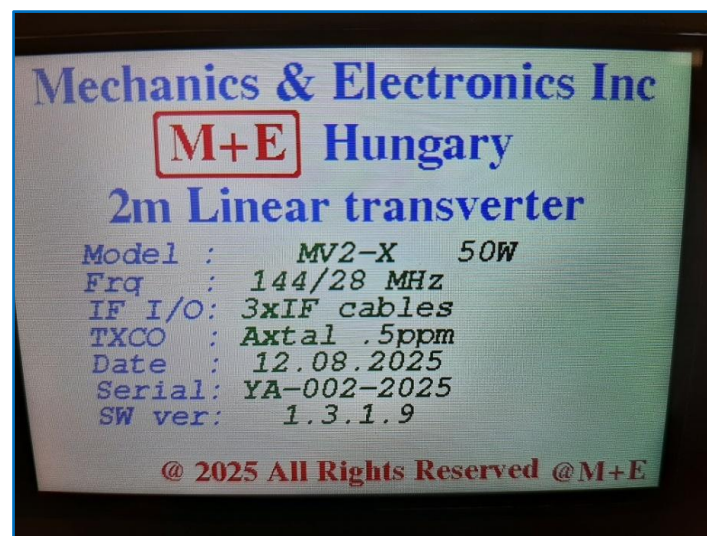 Mechanics & Electronics Inc
M+E Hungary
2m Linear transverter
Model : MV2-X 50W
Frq : 144/28 MHz
IF I/O: 3xIF cables
TXCO : Axtal .5ppm
Date : 12.08.2025
Serial: YA-002-2025
SW ver: 1.3.1.9
@ 2025 All Rights Reserved @M+E